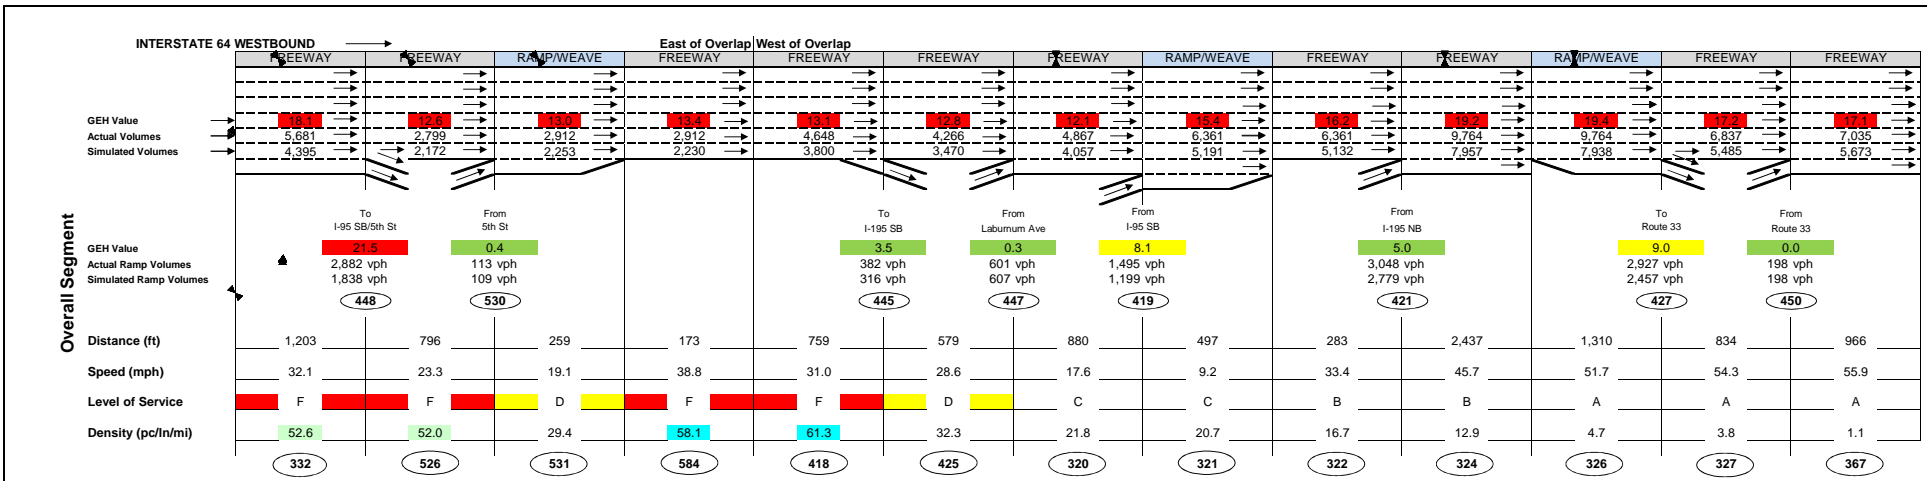 INTERSTATE 64 WESTBOUND East of Overlap West of Overlap
FREEWAY FREEWAY RAMP/WEAVE FREEWAY FREEWAY FREEWAY FREEWAY RAMP/WEAVE FREEWAY FREEWAY RAMP/WEAVE FREEWAY FREEWAY
GEH Value 18.1 12.6 13.0 13.4 13.1 12.8 12.1 15.4 16.2 19.2 19.4 17.2 17.1
Actual Volumes 5,681 2,799 2,912 2,912 4,648 4,266 4,867 6,361 6,361 9,764 9,764 6,837 7,035
Simulated Volumes 4,395 2,172 2,253 2,230 3,800 3,470 4,057 5,191 5,132 7,957 7,938 5,485 5,673
To From To From From From To From
I-95 SB/5th St 5th St I-195 SB Laburnum Ave I-95 SB I-195 NB Route 33 Route 33
GEH Value 21.5 0.4 3.5 0.3 8.1 5.0 9.0 0.0
Actual Ramp Volumes 2,882 vph 113 vph 382 vph 601 vph 1,495 vph 3,048 vph 2,927 vph 198 vph
Simulated Ramp Volumes 1,838 vph 109 vph 316 vph 607 vph 1,199 vph 2,779 vph 2,457 vph 198 vph
448 530 445 447 419 421 427 450
Overall Segment
Distance (ft) 1,203 796 259 173 759 579 880 497 283 2,437 1,310 834 966
Speed (mph) 32.1 23.3 19.1 38.8 31.0 28.6 17.6 9.2 33.4 45.7 51.7 54.3 55.9
Level of Service F F D F F D C C B B A A A
Density (pc/ln/mi) 52.6 52.0 29.4 58.1 61.3 32.3 21.8 20.7 16.7 12.9 4.7 3.8 1.1
332 526 531 584 418 425 320 321 322 324 326 327 367